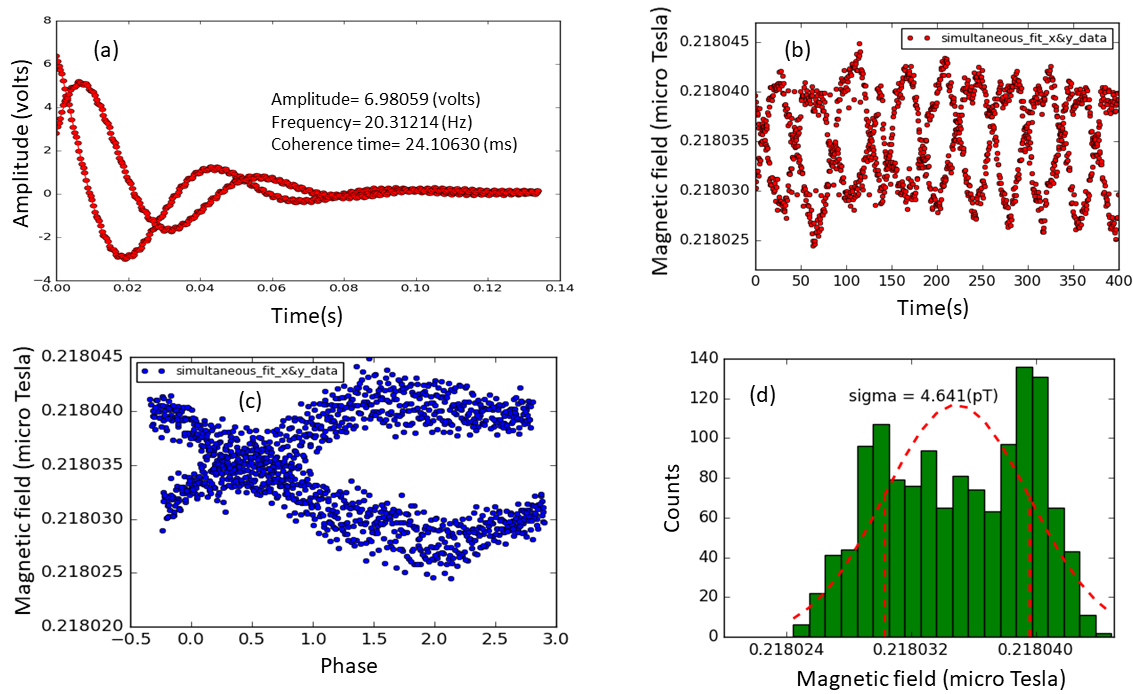 (a)
Amplitude (volts)
8
6
4
2
0
−2
−4
Amplitude= 6.98059 (volts)
Frequency= 20.31214 (Hz)
Coherence time= 24.10630 (ms)
0.00 0.02 0.04 0.06 0.08 0.10 0.12 0.14
Time(s)
(b)
simultaneous_fit_x&y_data
Magnetic field (micro Tesla)
0.218045
0.218040
0.218035
0.218030
0.218025
0 50 100 150 200 250 300 350 400
Time(s)
(c)
simultaneous_fit_x&y_data
Magnetic field (micro Tesla)
0.218045
0.218040
0.218035
0.218030
0.218025
0.218020
−0.5 0.0 0.5 1.0 1.5 2.0 2.5 3.0
Phase
(d)
sigma = 4.641(pT)
Counts
140
120
100
80
60
40
20
0
0.218024 0.218032 0.218040
Magnetic field (micro Tesla)